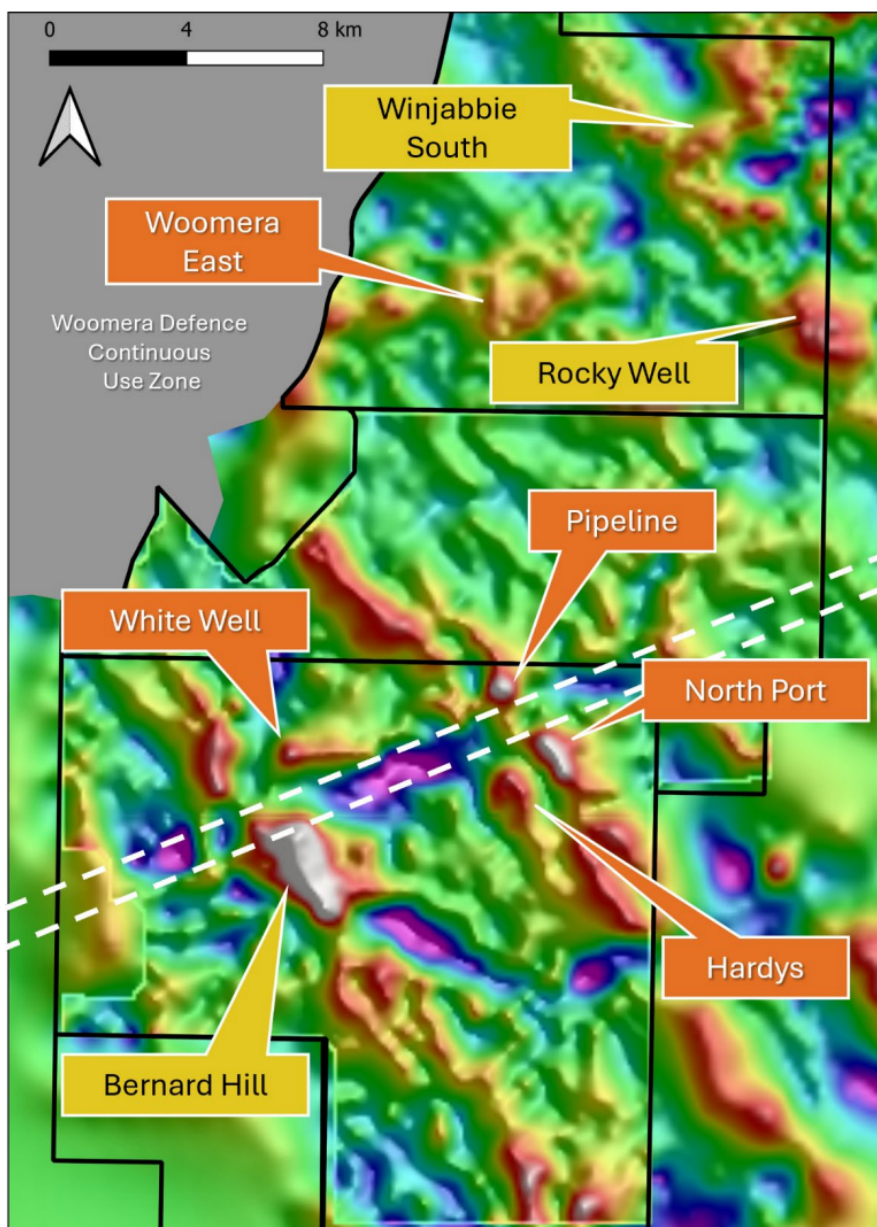 0 4 8 km
Winjabbie
South
Woomera
East
Woomera Defence
Continuous
Use Zone
Rocky Well
Pipeline
White Well
North Port
Hardys
Bernard Hill